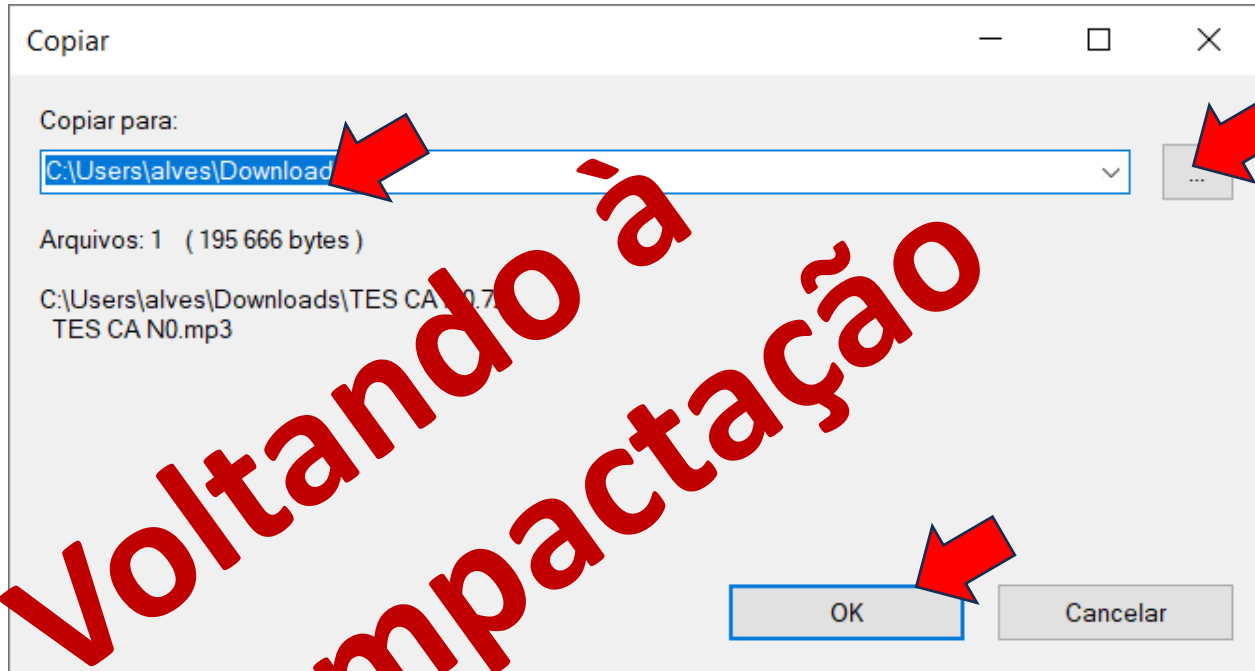 Copiar
Copiar para:
C:\Users\alves\Download
...
Arquivos: 1 ( 195 666 bytes )
C:\Users\alves\Downloads\TES CA
TES CA N0.mp3
Voltando à
mpactação
OK
Cancelar